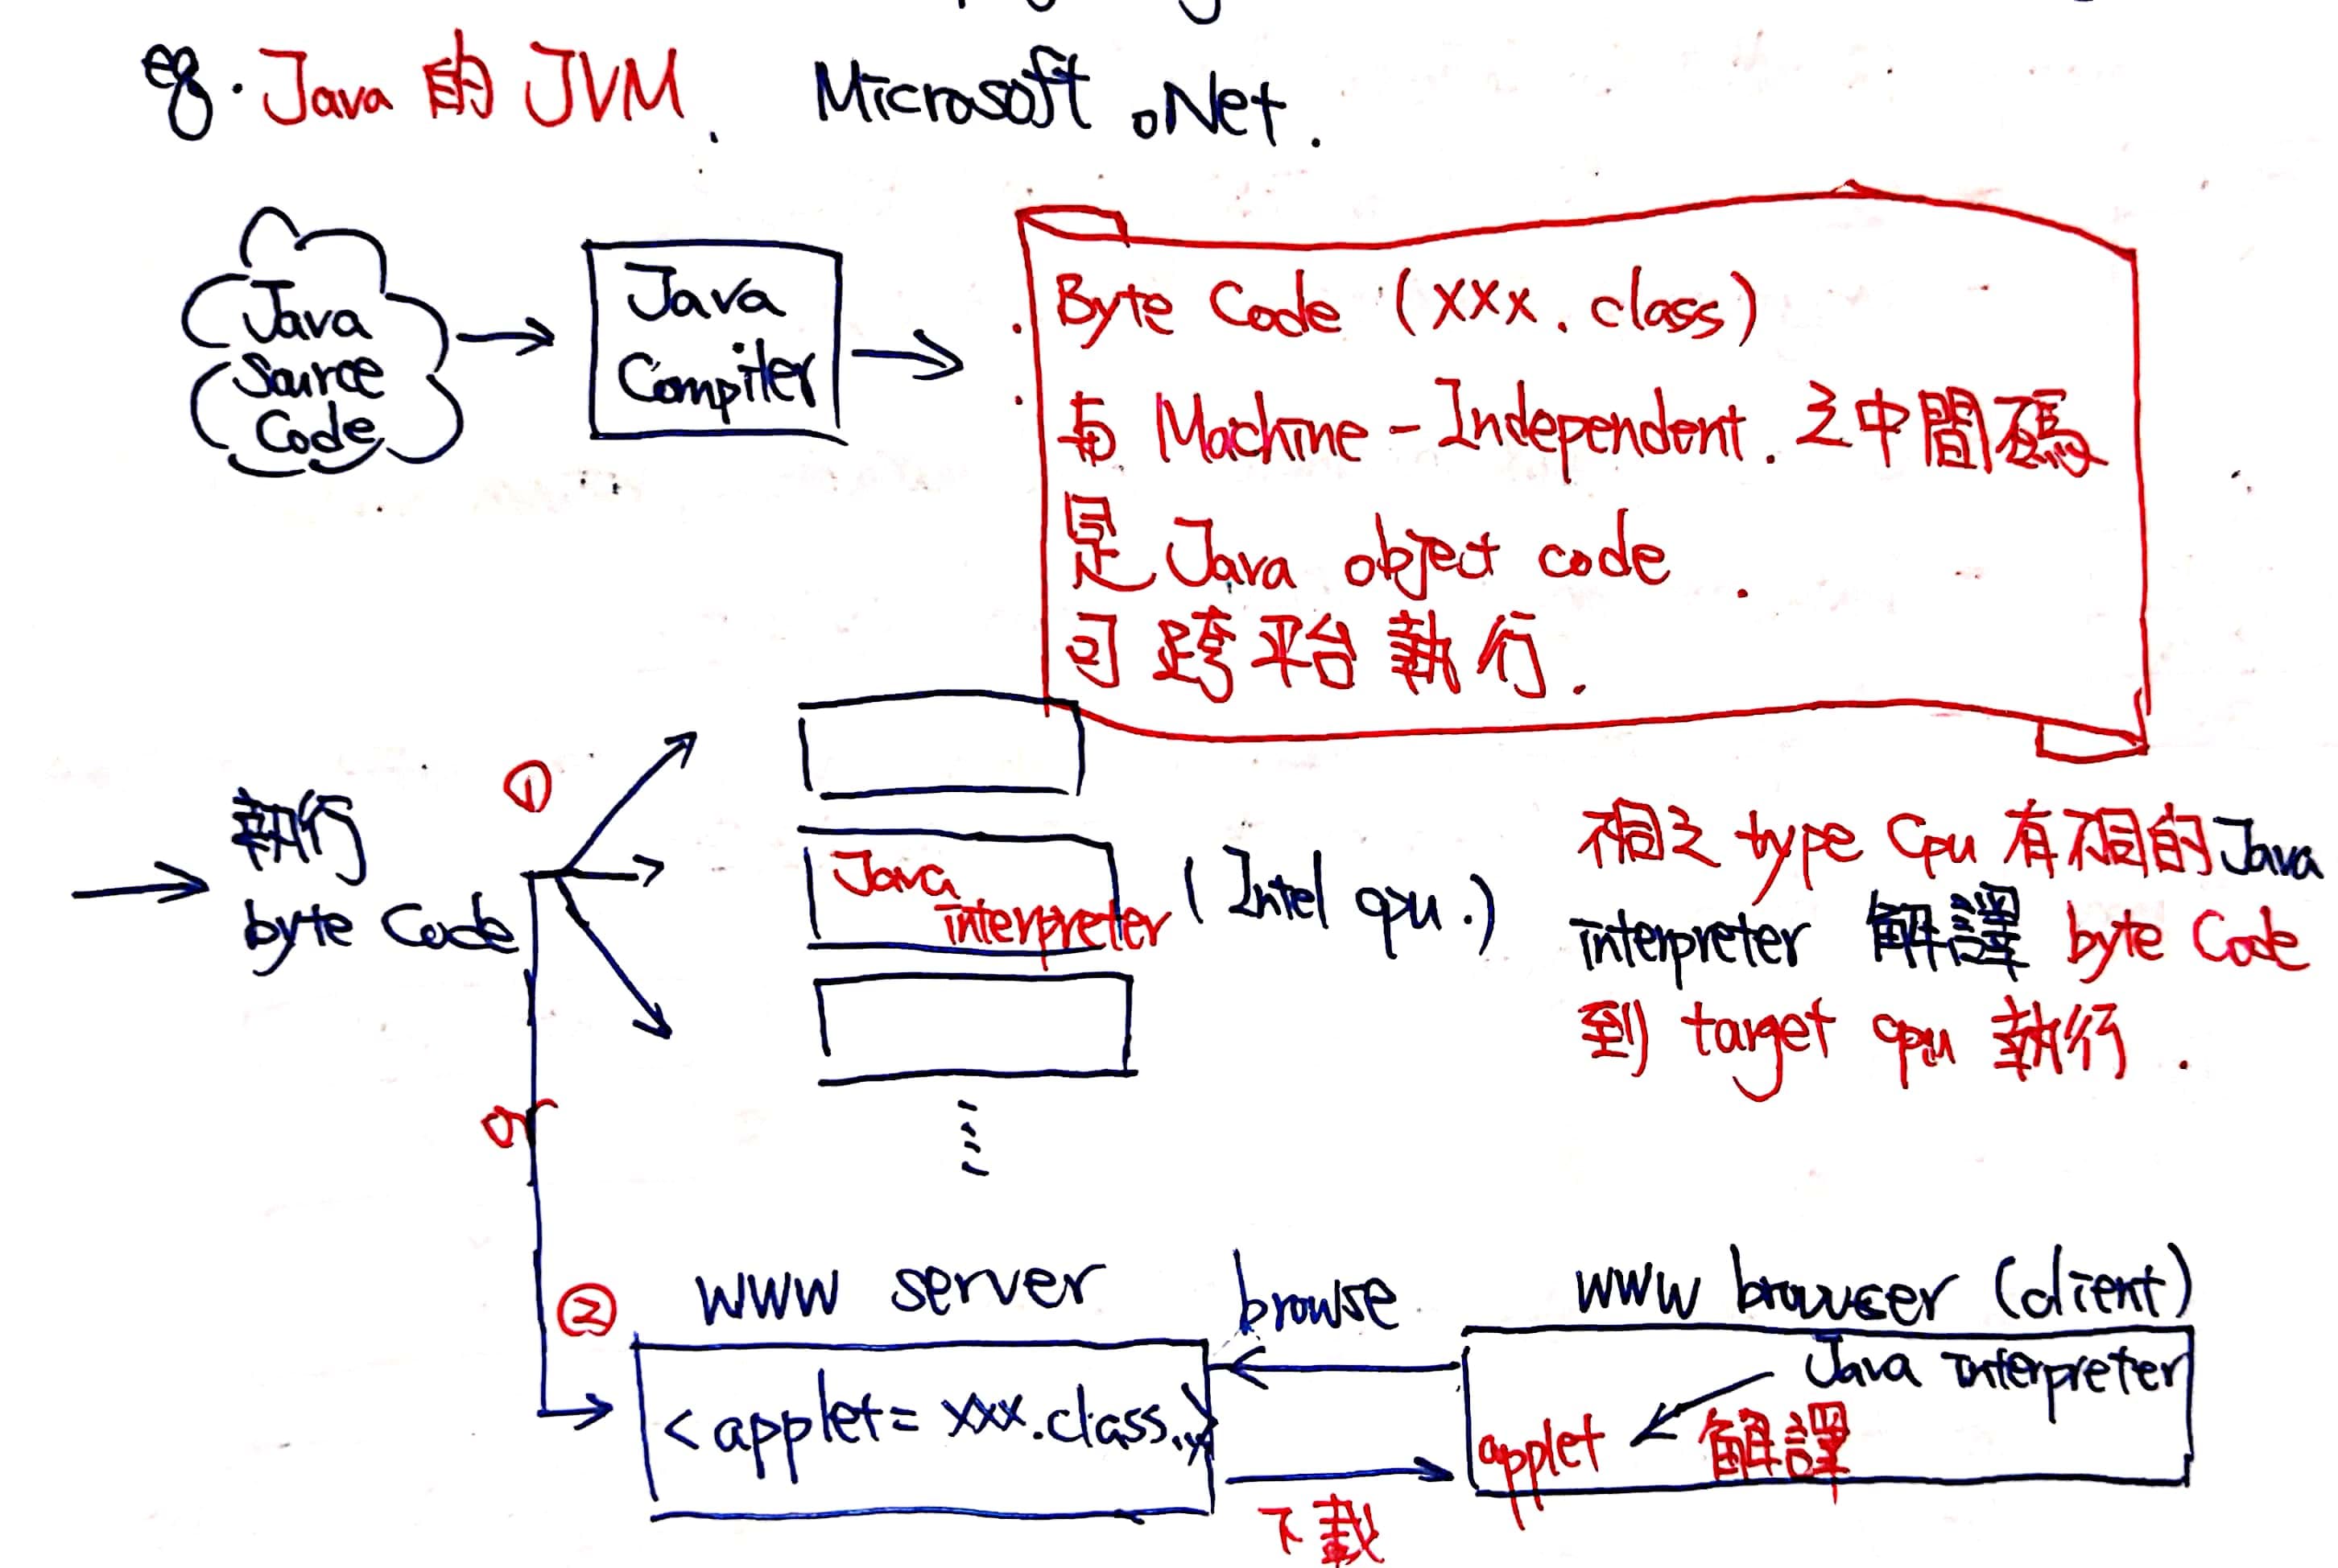 eg. Java 的 JVM. Microsoft .Net.
Java
Source
Code
Java
Compiler
Byte Code (xxx.class)
Machine-Independent. 之中間碼
是 Java object code.
可跨平台執行.
執行
byte Code
①
Java
interpreter
(Intel cpu.)
不同之 type Cpu 有不同的 Java
interpreter 解譯 byte Code
到 target cpu 執行.
or
②
www server
browse
www browser (client)
Java interpreter
<applet= xxx.class.
applet
解譯
下載